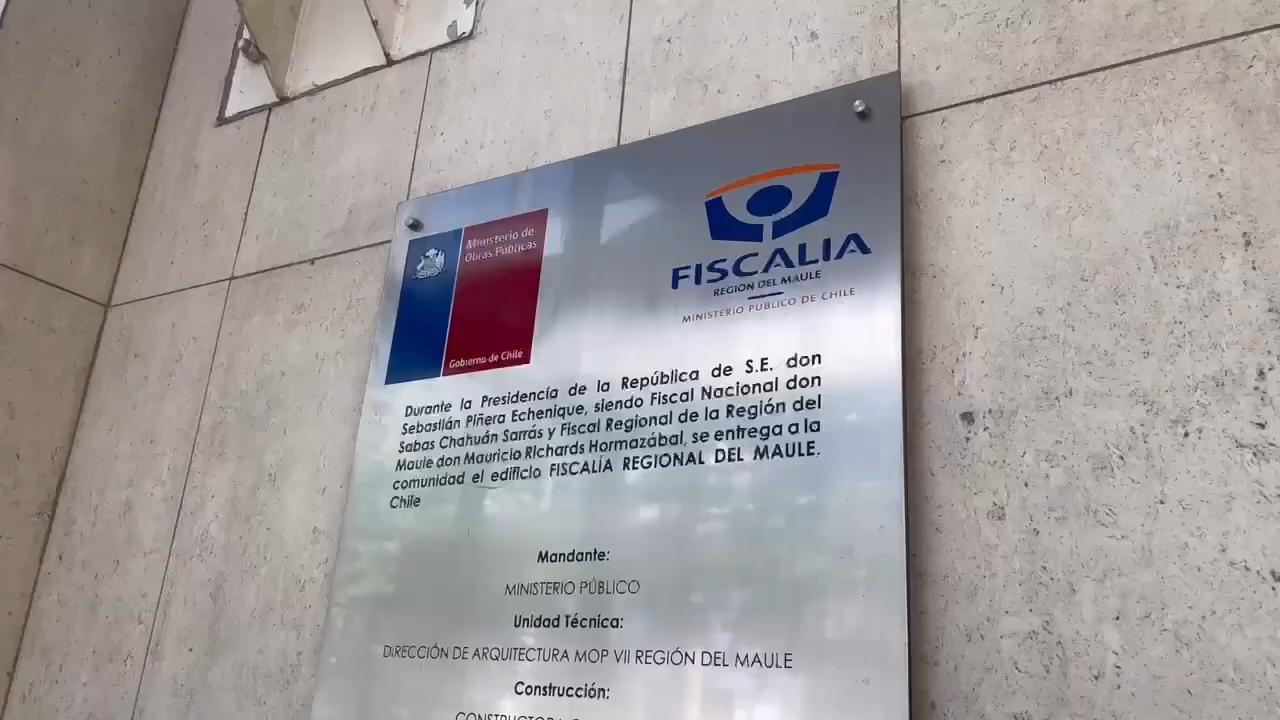 Ministerio de
Obras Públicas
Gobierno de Chile
FISCALIA
REGION DEL MAULE
MINISTERIO PUBLICO DE CHILE
Durante la Presidencia de la República de S.E. don
Sebastián Piñera Echenique, siendo Fiscal Nacional don
Sabas Chahuán Sarrás y Fiscal Regional de la Región del
Maule don Mauricio Richards Hormazábal, se entrega a la
comunidad el edificio FISCALÍA REGIONAL DEL MAULE.
Chile
Mandante:
MINISTERIO PÚBLICO
Unidad Técnica:
DIRECCIÓN DE ARQUITECTURA MOP VII REGIÓN DEL MAULE
Construcción: